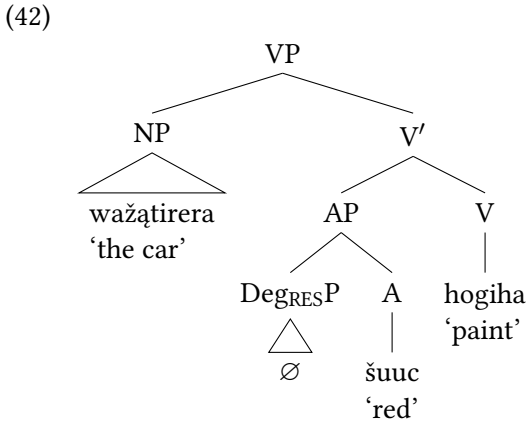 (42)
VP
NP V′
AP V
wažątirera
‘the car’
DegRESP A hogiha
‘paint’
∅
šuuc
‘red’